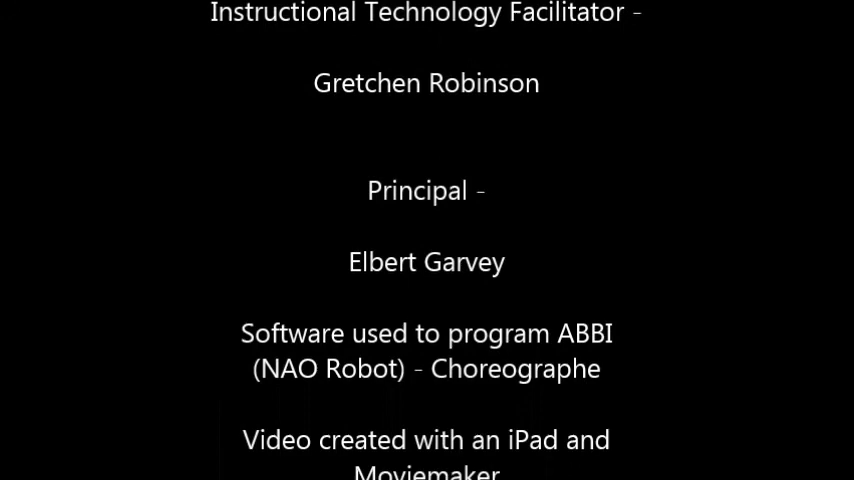 Instructional Technology Facilitator -
Gretchen Robinson
Principal -
Elbert Garvey
Software used to program ABBI
(NAO Robot) - Choreographe
Video created with an iPad and
Moviemaker